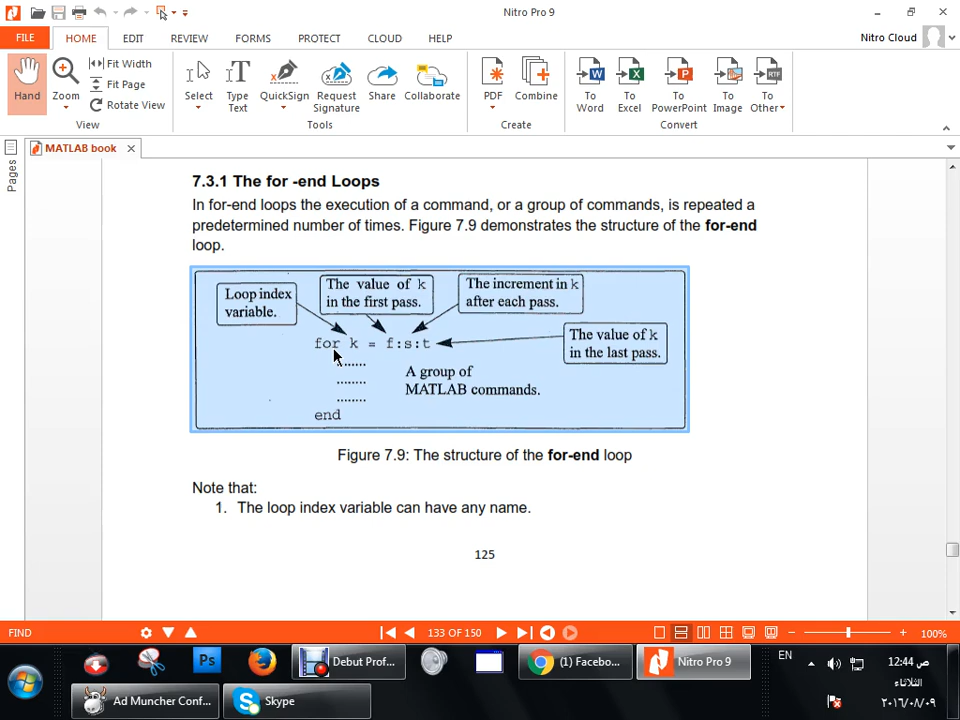 Nitro Pro 9
FILE
HOME
EDIT
REVIEW
FORMS
PROTECT
CLOUD
HELP
Nitro Cloud
Hand
Zoom
Fit Width
Fit Page
Rotate View
View
Select
Type Text
QuickSign
Request Signature
Share
Collaborate
Tools
PDF
Combine
Create
To Word
To Excel
To PowerPoint
To Image
To Other
Convert
MATLAB book
Pages
7.3.1 The for -end Loops
In for-end loops the execution of a command, or a group of commands, is repeated a
predetermined number of times. Figure 7.9 demonstrates the structure of the for-end
loop.
Loop index
variable.
The value of k
in the first pass.
The increment in k
after each pass.
for k = f:s:t
The value of k
in the last pass.
........
........
........
A group of
MATLAB commands.
end
Figure 7.9: The structure of the for-end loop
Note that:
1. The loop index variable can have any name.
125
FIND
133 OF 150
100%
Ps
Debut Prof...
(1) Facebo...
Nitro Pro 9
EN
12:44 ص
الثلاثاء
٢٠١٦/٠٨/٠٩
Ad Muncher Conf...
Skype